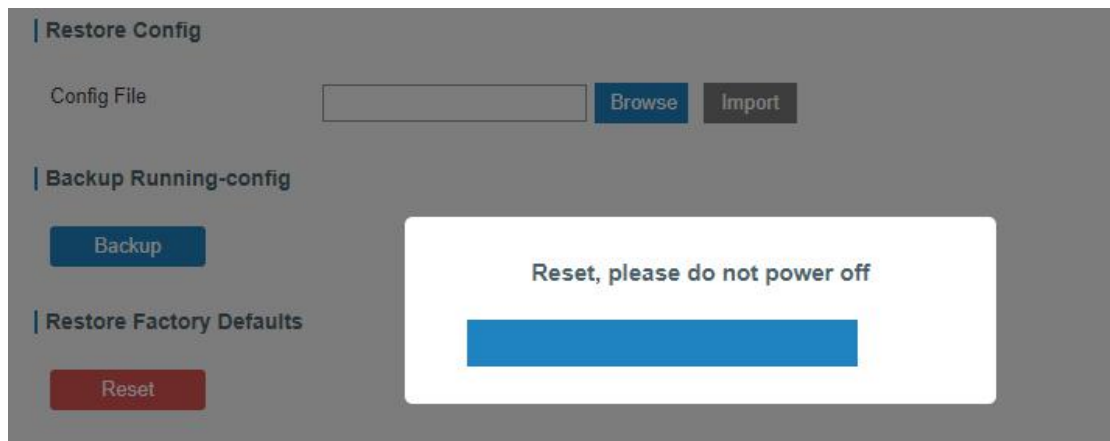 Restore Config
Config File
Browse
Import
Backup Running-config
Backup
Reset, please do not power off
Restore Factory Defaults
Reset